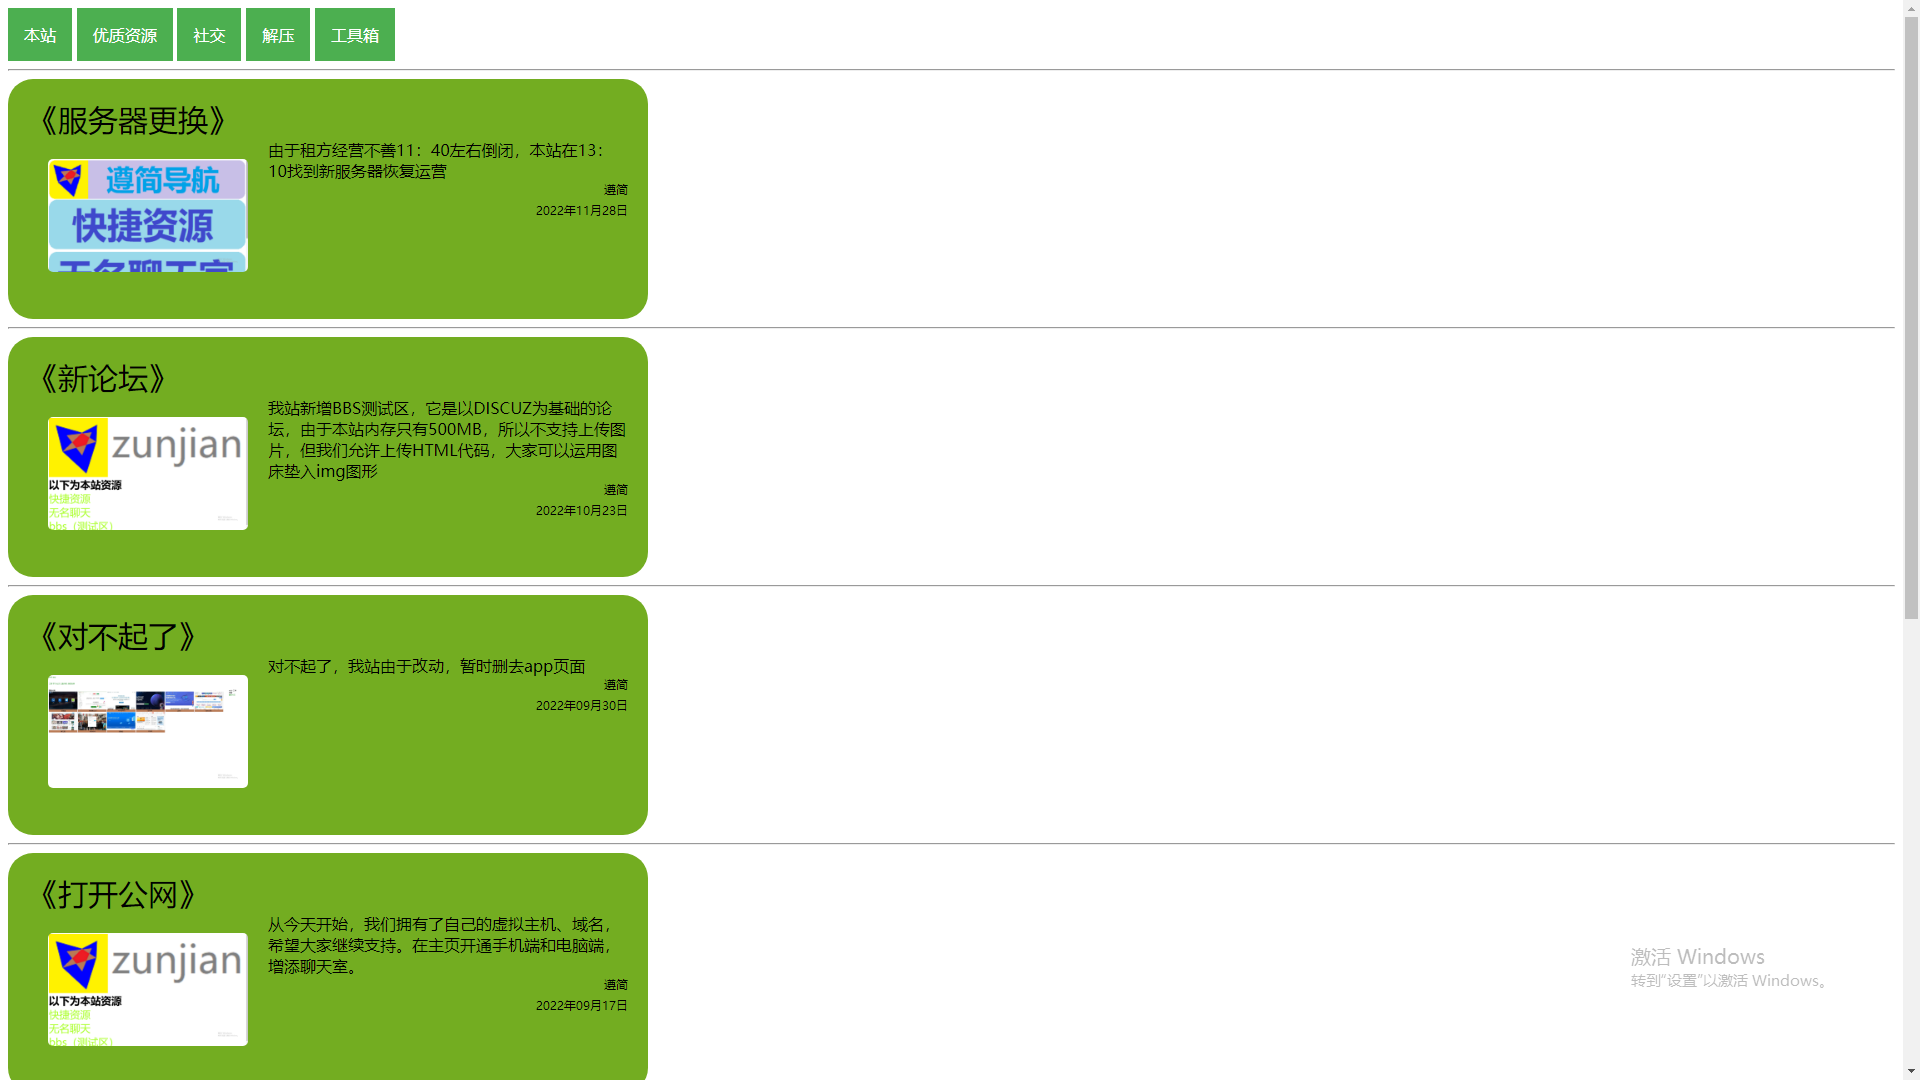 本站 优质资源 社交 解压 工具箱
《服务器更换》
遵简导航
快捷资源
无名聊天室
由于租方经营不善11：40左右倒闭，本站在13：
10找到新服务器恢复运营
遵简
2022年11月28日
《新论坛》
zunjian
以下为本站资源
快捷资源
无名聊天
bbs（测试区）
我站新增BBS测试区，它是以DISCUZ为基础的论
坛，由于本站内存只有500MB，所以不支持上传图
片，但我们允许上传HTML代码，大家可以运用图
床垫入img图形
遵简
2022年10月23日
《对不起了》
对不起了，我站由于改动，暂时删去app页面
遵简
2022年09月30日
《打开公网》
zunjian
以下为本站资源
快捷资源
无名聊天
bbs（测试区）
从今天开始，我们拥有了自己的虚拟主机、域名，
希望大家继续支持。在主页开通手机端和电脑端，
增添聊天室。
遵简
2022年09月17日
激活 Windows
转到“设置”以激活 Windows。